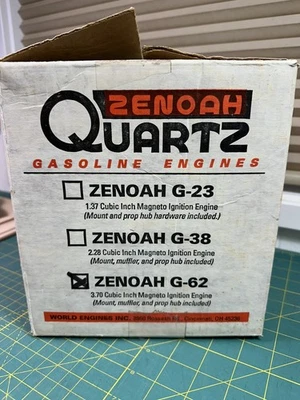 ZENOAH
QUARTZ
GASOLINE ENGINES
ZENOAH G-23
1.37 Cubic Inch Magneto Ignition Engine
(Mount and prop hub hardware included.)
ZENOAH G-38
2.28 Cubic Inch Magneto Ignition Engine
(Mount, muffler, and prop hub included)
ZENOAH G-62
3.70 Cubic Inch Magneto Ignition Engine
(Mount, muffler and prop hub included)
WORLD ENGINES INC. Cincinnati, OH